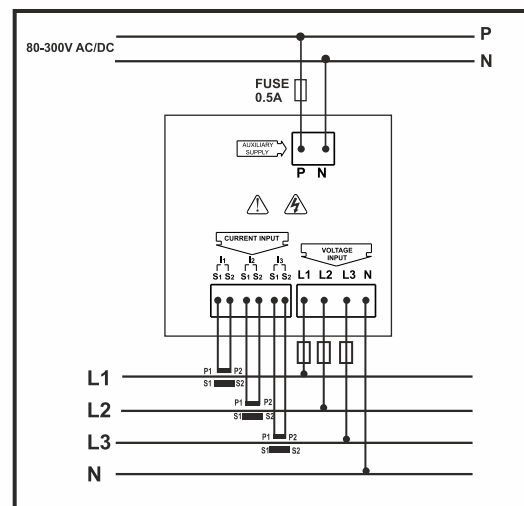 P
80-300V AC/DC
N
FUSE
0.5A
AUXILIARY
SUPPLY
P N
CURRENT INPUT
VOLTAGE
INPUT
I1 I2 I3
S1 S2 S1 S2 S1 S2
L1 L2 L3 N
P1 P2
L1
S1 S2
P1 P2
L2
S1 S2
P1 P2
L3
S1 S2
N